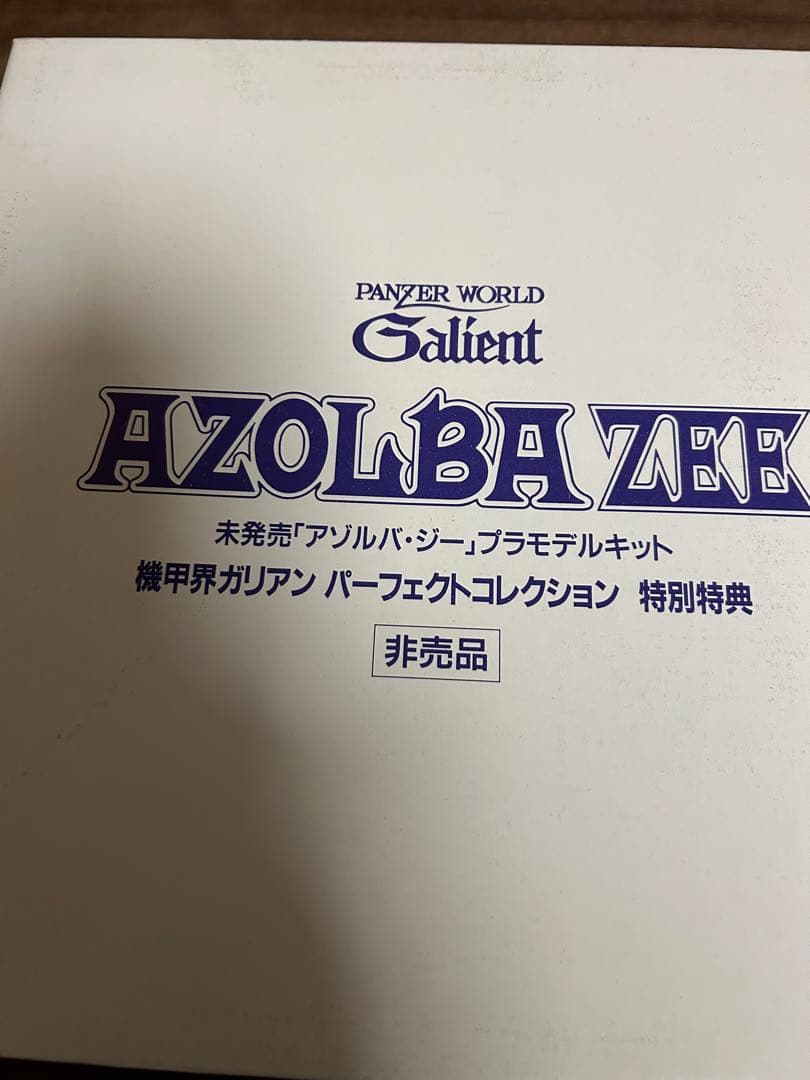 PANZER WORLD
Galient
AZOLBA ZEE
未発売「アゾルバ・ジー」プラモデルキット
機甲界ガリアン パーフェクトコレクション 特別特典
非売品